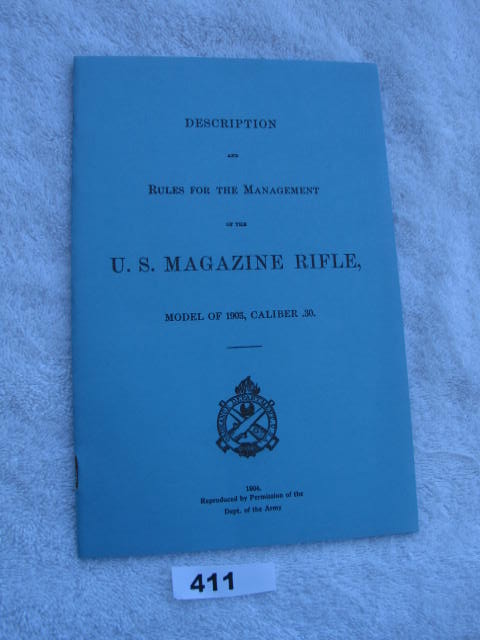 DESCRIPTION
AND
RULES FOR THE MANAGEMENT
OF THE
U. S. MAGAZINE RIFLE,
MODEL OF 1903, CALIBER .30.
1904.
Reproduced by Permission of the
Dept. of the Army
411